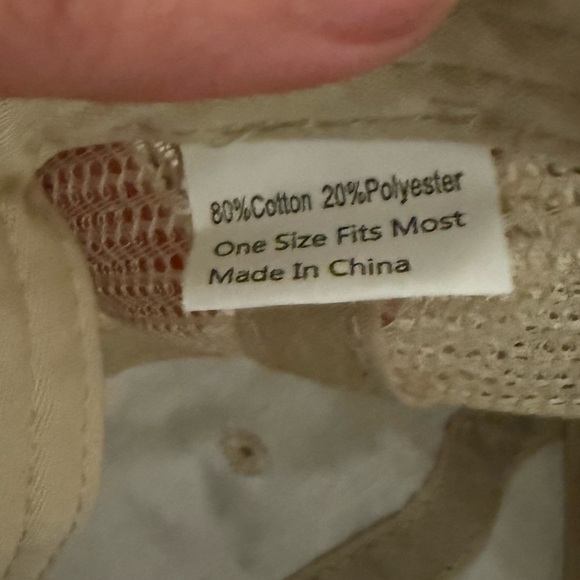 80%Cotton 20%Polyester
One Size Fits Most
Made In China